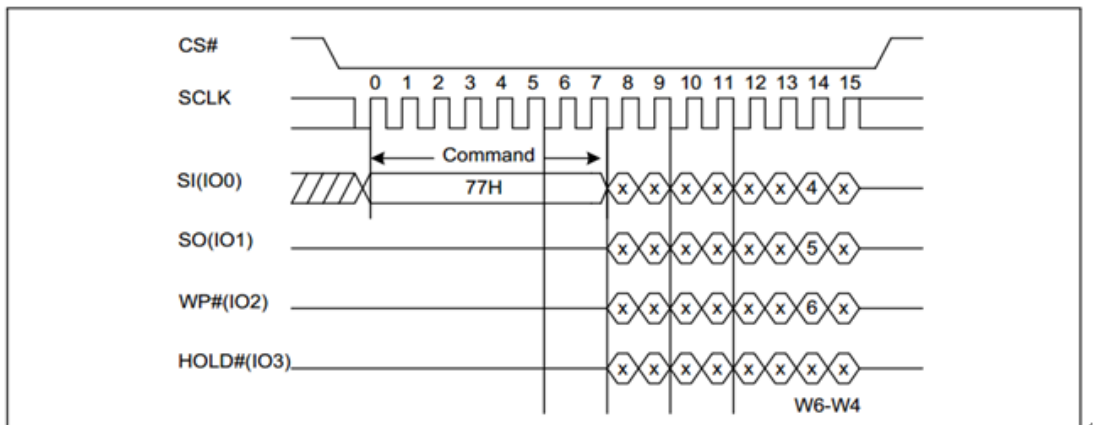 CS#
0 1 2 3 4 5 6 7 8 9 10 11 12 13 14 15
SCLK
Command
SI(IO0) 77H x x x x x x 4 x
SO(IO1) x x x x x x 5 x
WP#(IO2) x x x x x x 6 x
HOLD#(IO3) x x x x x x x x
W6-W4